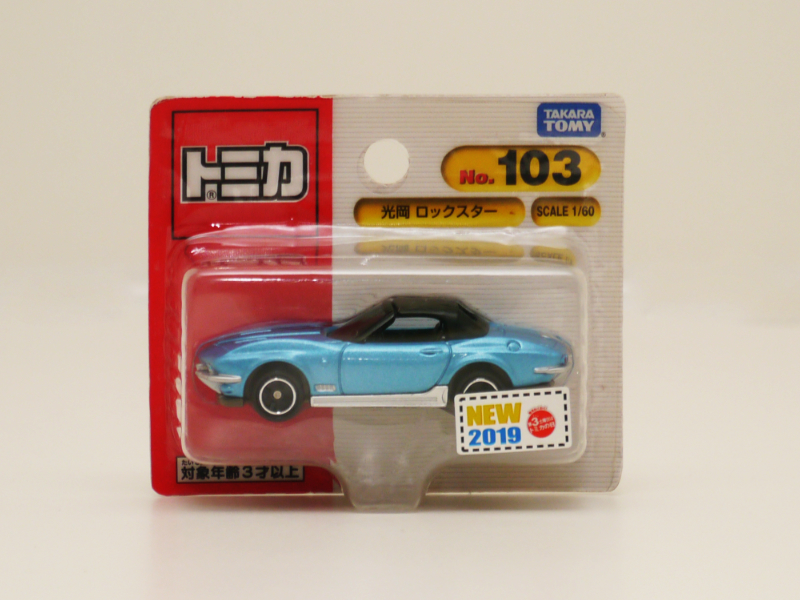 TAKARA
TOMY
トミカ
®
No. 103
光岡 ロックスター
SCALE 1/60
NEW
2019
対象年齢3才以上